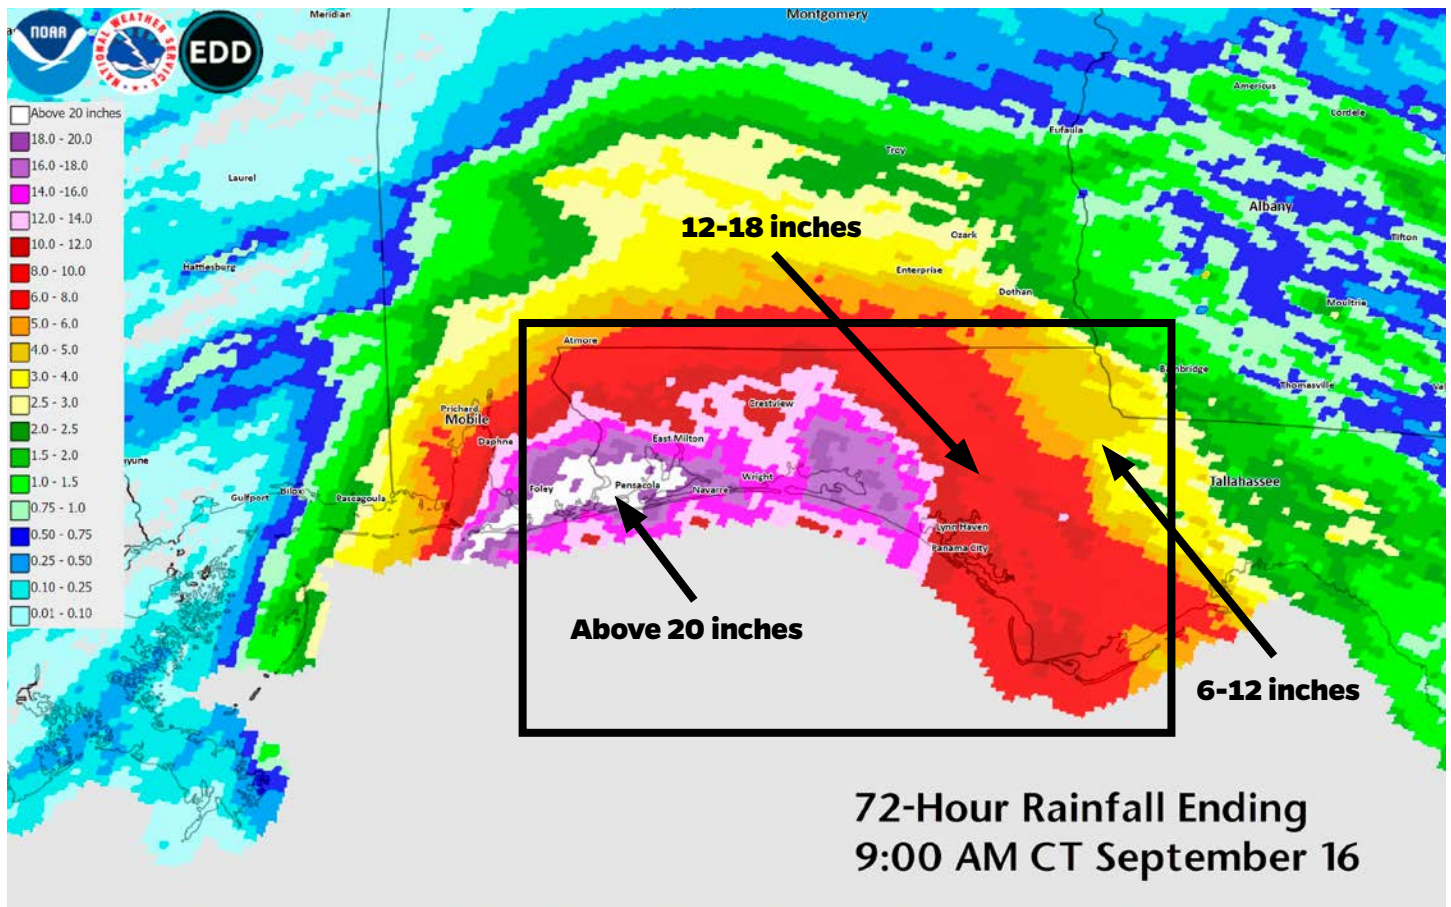 NOAA
NATIONAL WEATHER SERVICE
EDD
Meridian
Montgomery
Above 20 inches
18.0 - 20.0
16.0 -18.0
14.0 -16.0
12.0 - 14.0
10.0 - 12.0
8.0 - 10.0
6.0 - 8.0
5.0 - 6.0
4.0 - 5.0
3.0 - 4.0
2.5 - 3.0
2.0 - 2.5
1.5 - 2.0
1.0 - 1.5
0.75 - 1.0
0.50 - 0.75
0.25 - 0.50
0.10 - 0.25
0.01 - 0.10
Americus
Cordele
Eufaula
Troy
Laurel
Albany
12-18 inches
Ozark
Tifton
Hattiesburg
Enterprise
Dothan
Moultrie
Atmore
Bainbridge
Thomasville
Prichard
Mobile
Crestview
Daphne
East Milton
Wright
Tallahassee
Foley
Pensacola
Navarre
Gulfport
Biloxi
Pascagoula
Lynn Haven
Panama City
Above 20 inches
6-12 inches
72-Hour Rainfall Ending
9:00 AM CT September 16